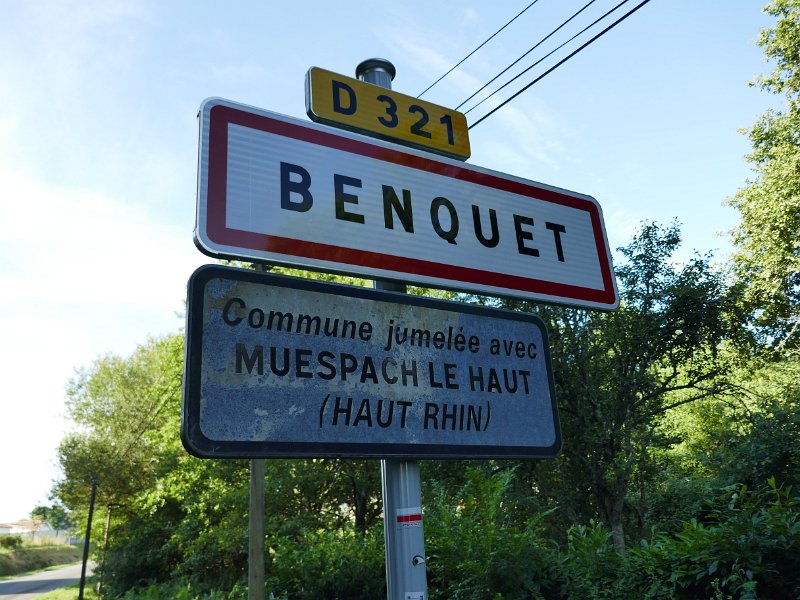 D 321
BENQUET
Commune jumelée avec
MUESPACH LE HAUT
(HAUT RHIN)